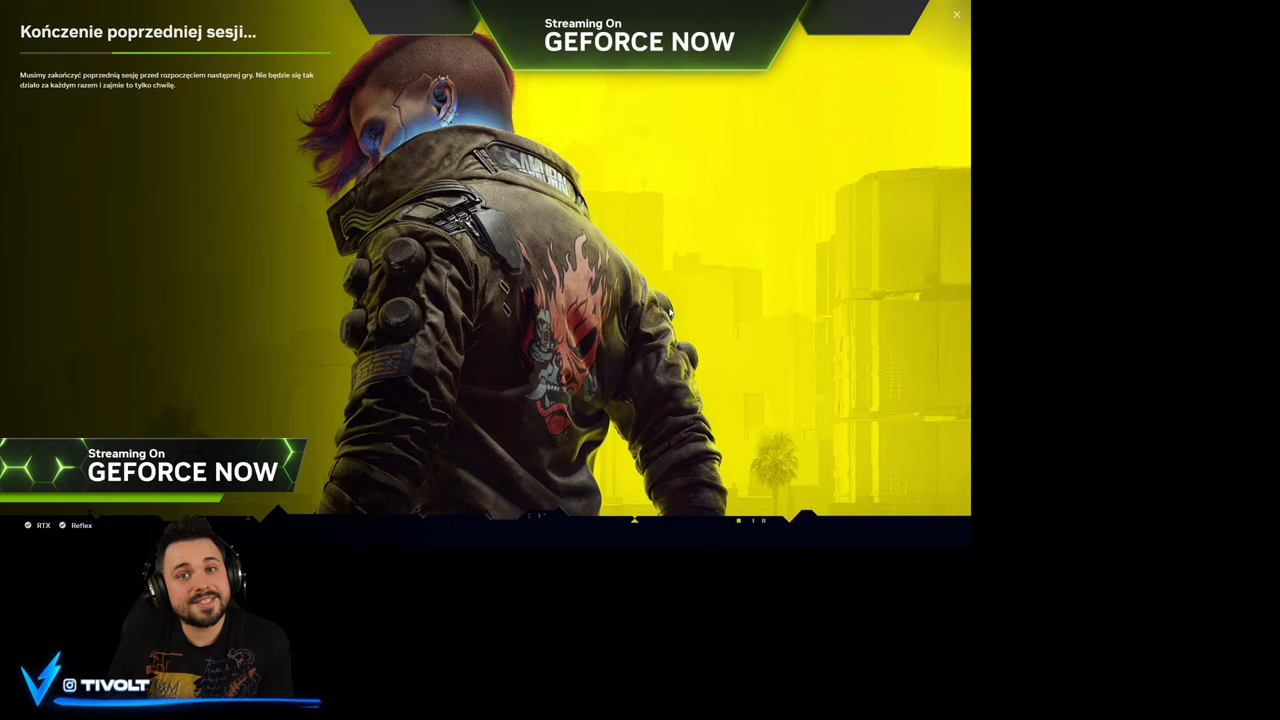 Kończenie poprzedniej sesji...
Streaming On
GEFORCE NOW
Musimy zakończyć poprzednią sesję przed rozpoczęciem następnej gry. Nie będzie się tak
działo za każdym razem i zajmie to tylko chwilę.
SAMURAI
Streaming On
GEFORCE NOW
RTX
Reflex
TIVOLT